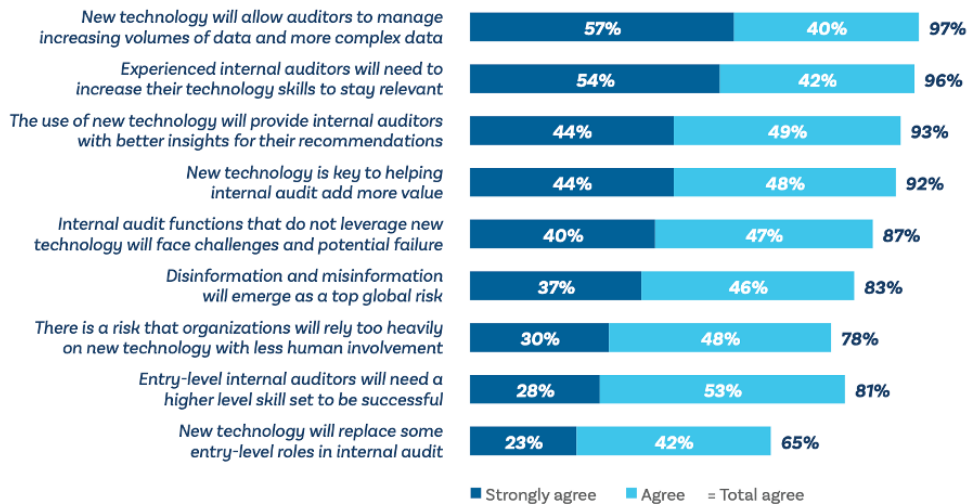 New technology will allow auditors to manage
increasing volumes of data and more complex data
57% 40% 97%
Experienced internal auditors will need to
increase their technology skills to stay relevant
54% 42% 96%
The use of new technology will provide internal auditors
with better insights for their recommendations
44% 49% 93%
New technology is key to helping
internal audit add more value
44% 48% 92%
Internal audit functions that do not leverage new
technology will face challenges and potential failure
40% 47% 87%
Disinformation and misinformation
will emerge as a top global risk
37% 46% 83%
There is a risk that organizations will rely too heavily
on new technology with less human involvement
30% 48% 78%
Entry-level internal auditors will need a
higher level skill set to be successful
28% 53% 81%
New technology will replace some
entry-level roles in internal audit
23% 42% 65%
Strongly agree Agree = Total agree